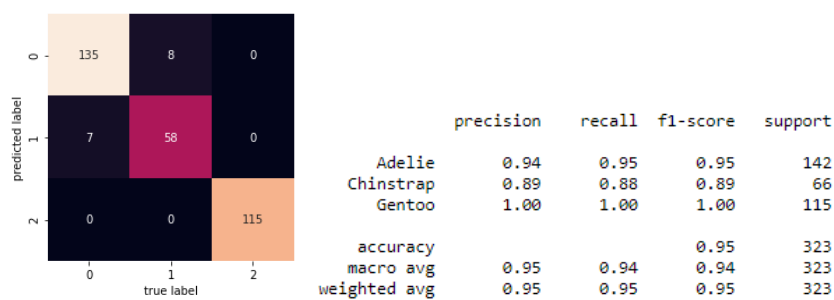 predicted label
0
135 8 0
1
7 58 0
2
0 0 115
0 1 2
true label
precision recall f1-score support
Adelie 0.94 0.95 0.95 142
Chinstrap 0.89 0.88 0.89 66
Gentoo 1.00 1.00 1.00 115
accuracy 0.95 323
macro avg 0.95 0.94 0.94 323
weighted avg 0.95 0.95 0.95 323